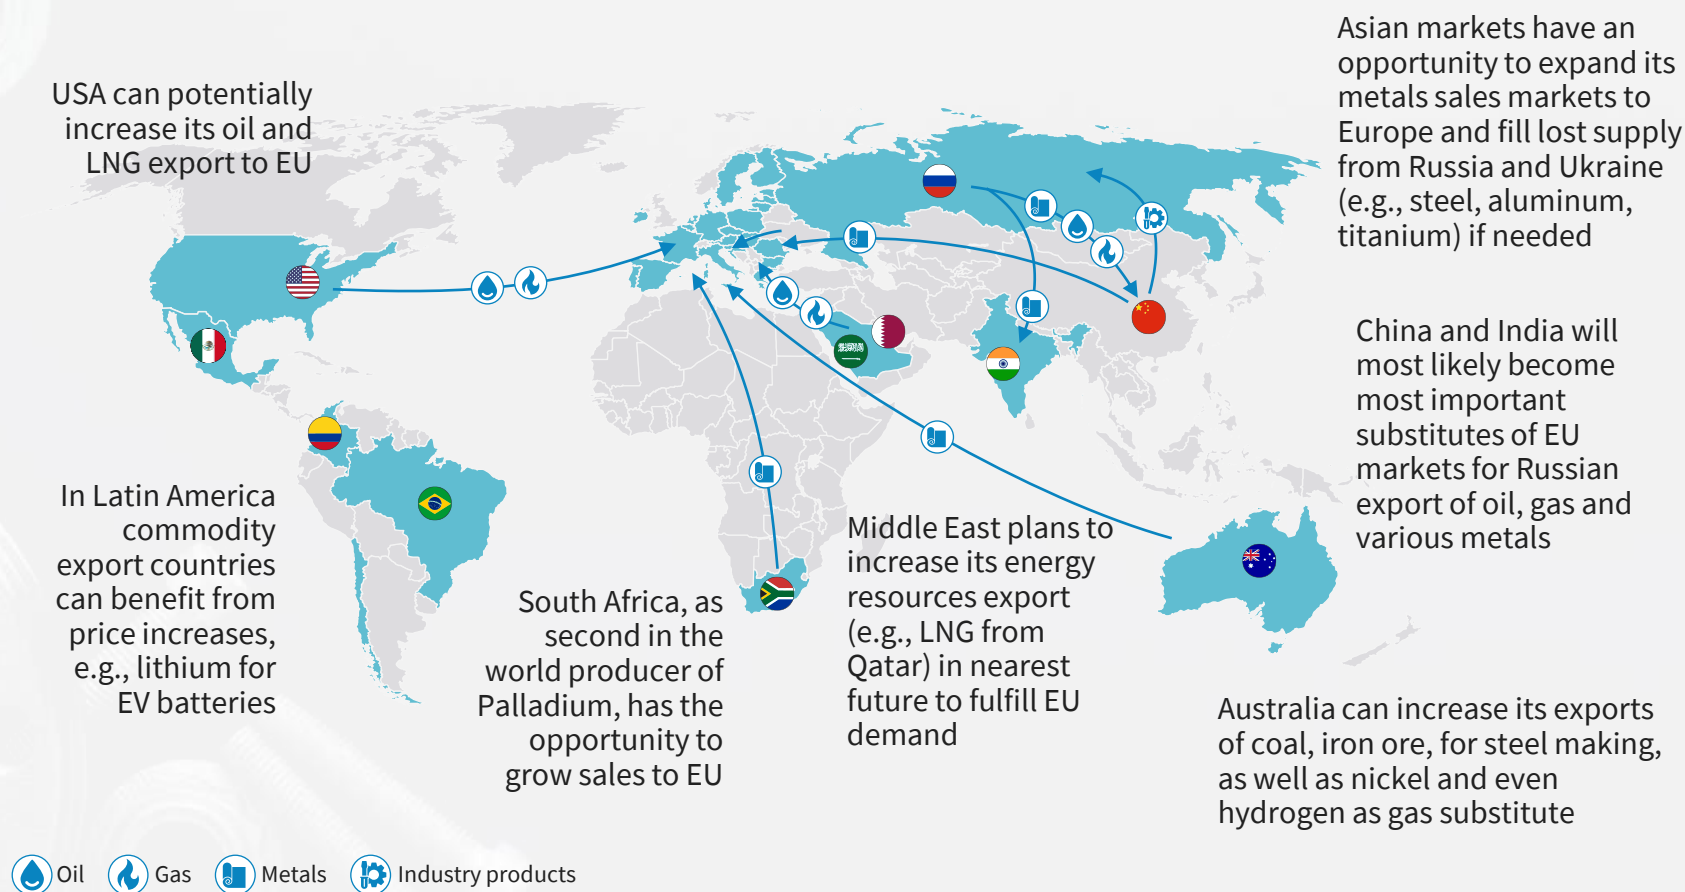 USA can potentially
increase its oil and
LNG export to EU
Asian markets have an
opportunity to expand its
metals sales markets to
Europe and fill lost supply
from Russia and Ukraine
(e.g., steel, aluminum,
titanium) if needed
China and India will
most likely become
most important
substitutes of EU
markets for Russian
export of oil, gas and
various metals
In Latin America
commodity
export countries
can benefit from
price increases,
e.g., lithium for
EV batteries
South Africa, as
second in the
world producer of
Palladium, has the
opportunity to
grow sales to EU
Middle East plans to
increase its energy
resources export
(e.g., LNG from
Qatar) in nearest
future to fulfill EU
demand
Australia can increase its exports
of coal, iron ore, for steel making,
as well as nickel and even
hydrogen as gas substitute
Oil Gas Metals Industry products